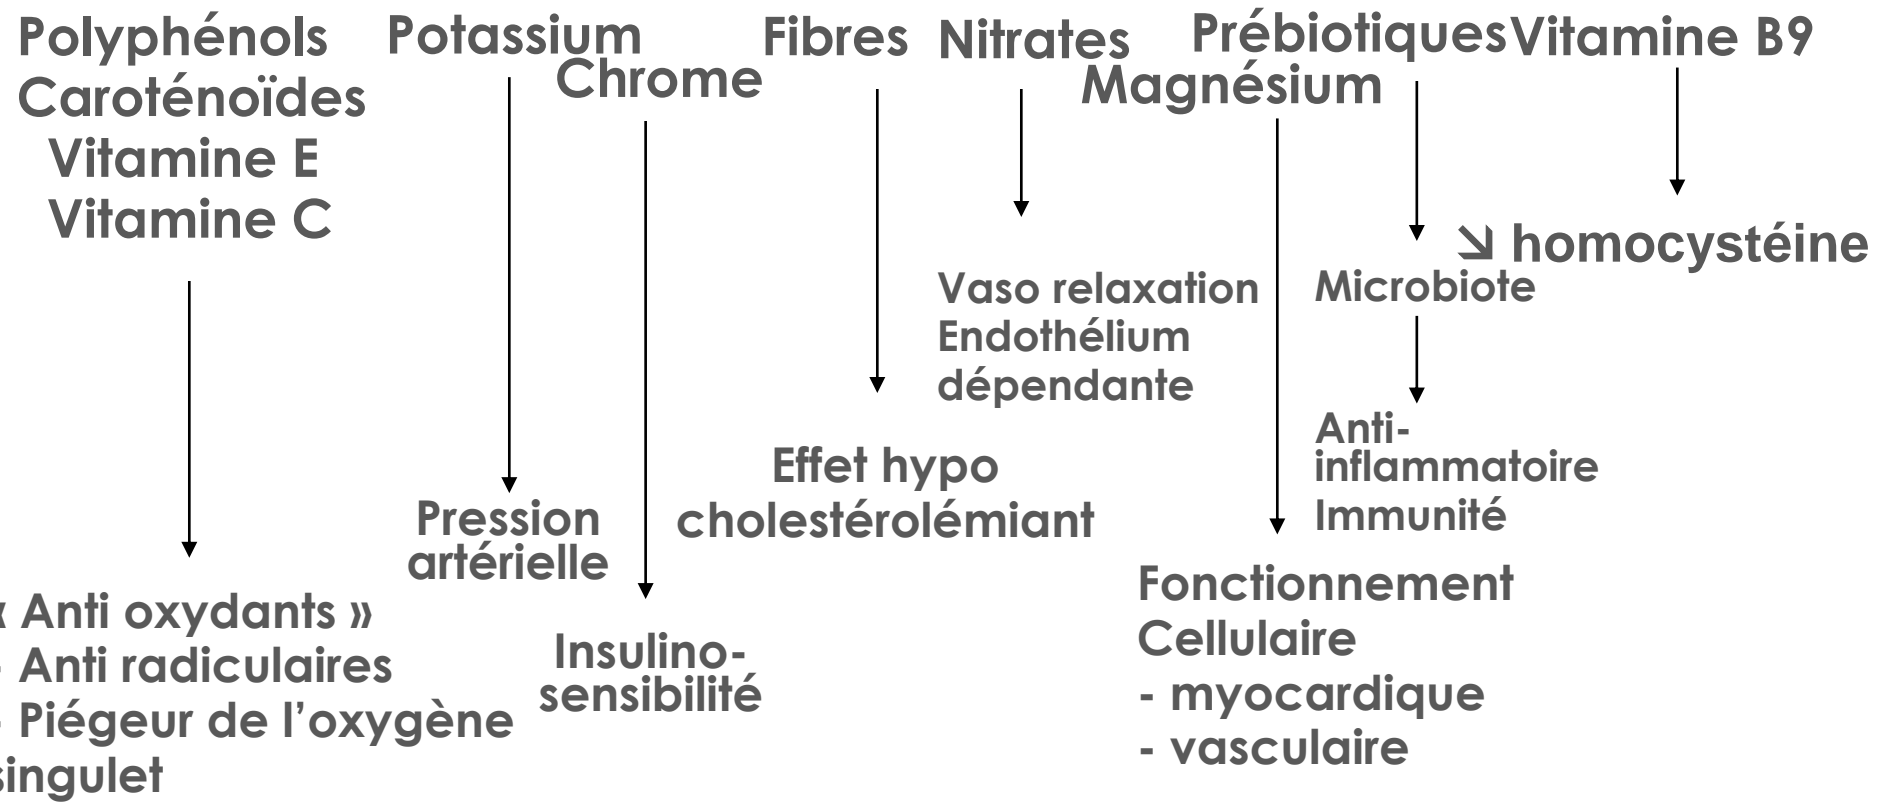 Polyphénols
Caroténoïdes
Vitamine E
Vitamine C
Potassium
Chrome
Fibres
Nitrates
Prébiotiques
Magnésium
Vitamine B9
↘ homocystéine
Vaso relaxation
Endothélium
dépendante
Microbiote
Anti-
inflammatoire
Immunité
Effet hypo
cholestérolémiant
Pression
artérielle
Insulino-
sensibilité
Fonctionnement
Cellulaire
- myocardique
- vasculaire
« Anti oxydants »
- Anti radiculaires
- Piégeur de l’oxygène
singulet